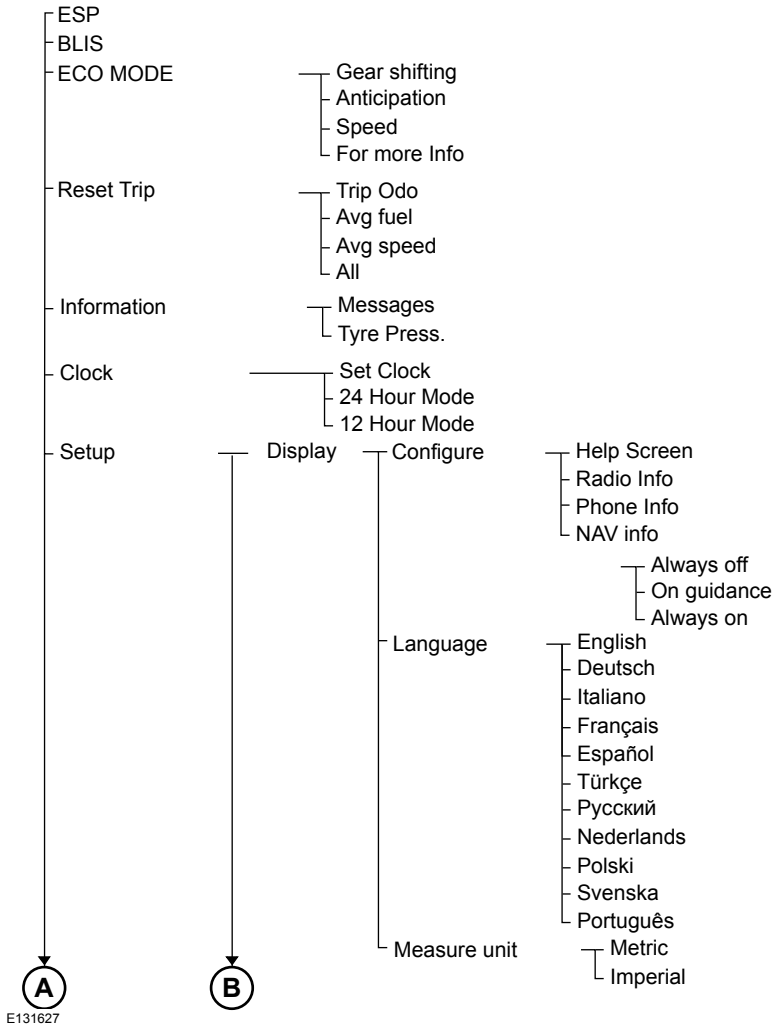 ESP
BLIS
ECO MODE
Gear shifting
Anticipation
Speed
For more Info
Reset Trip
Trip Odo
Avg fuel
Avg speed
All
Information
Messages
Tyre Press.
Clock
Set Clock
24 Hour Mode
12 Hour Mode
Setup
Display
Configure
Help Screen
Radio Info
Phone Info
NAV info
Always off
On guidance
Always on
Language
English
Deutsch
Italiano
Français
Español
Türkçe
Русский
Nederlands
Polski
Svenska
Português
Measure unit
Metric
Imperial
A
B
E131627